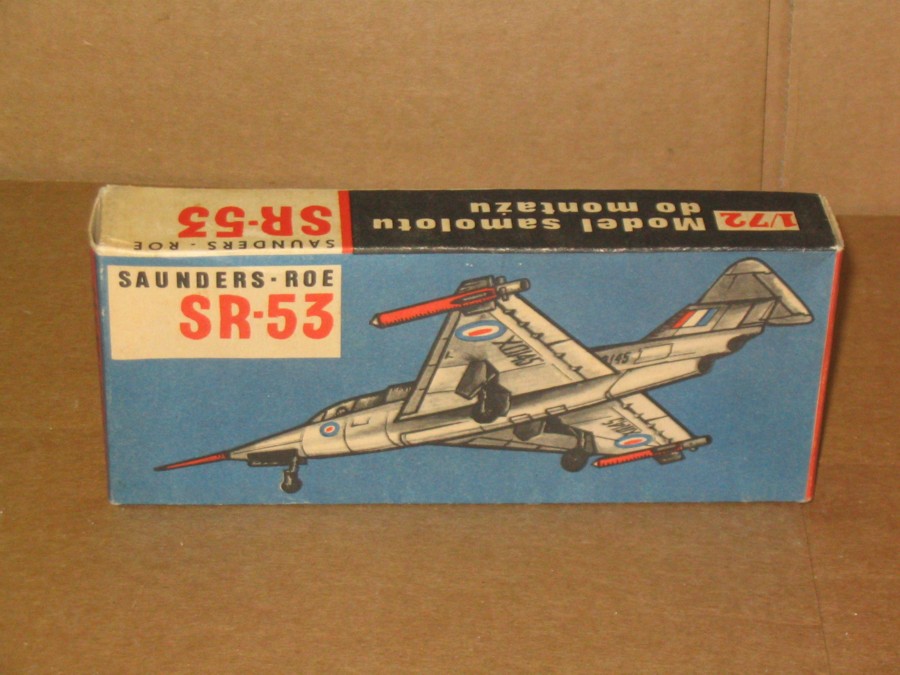 SAUNDERS - ROE
SR-53
Model samolotu
do montażu
1/72
SAUNDERS-ROE
SR-53
XD145
XD145